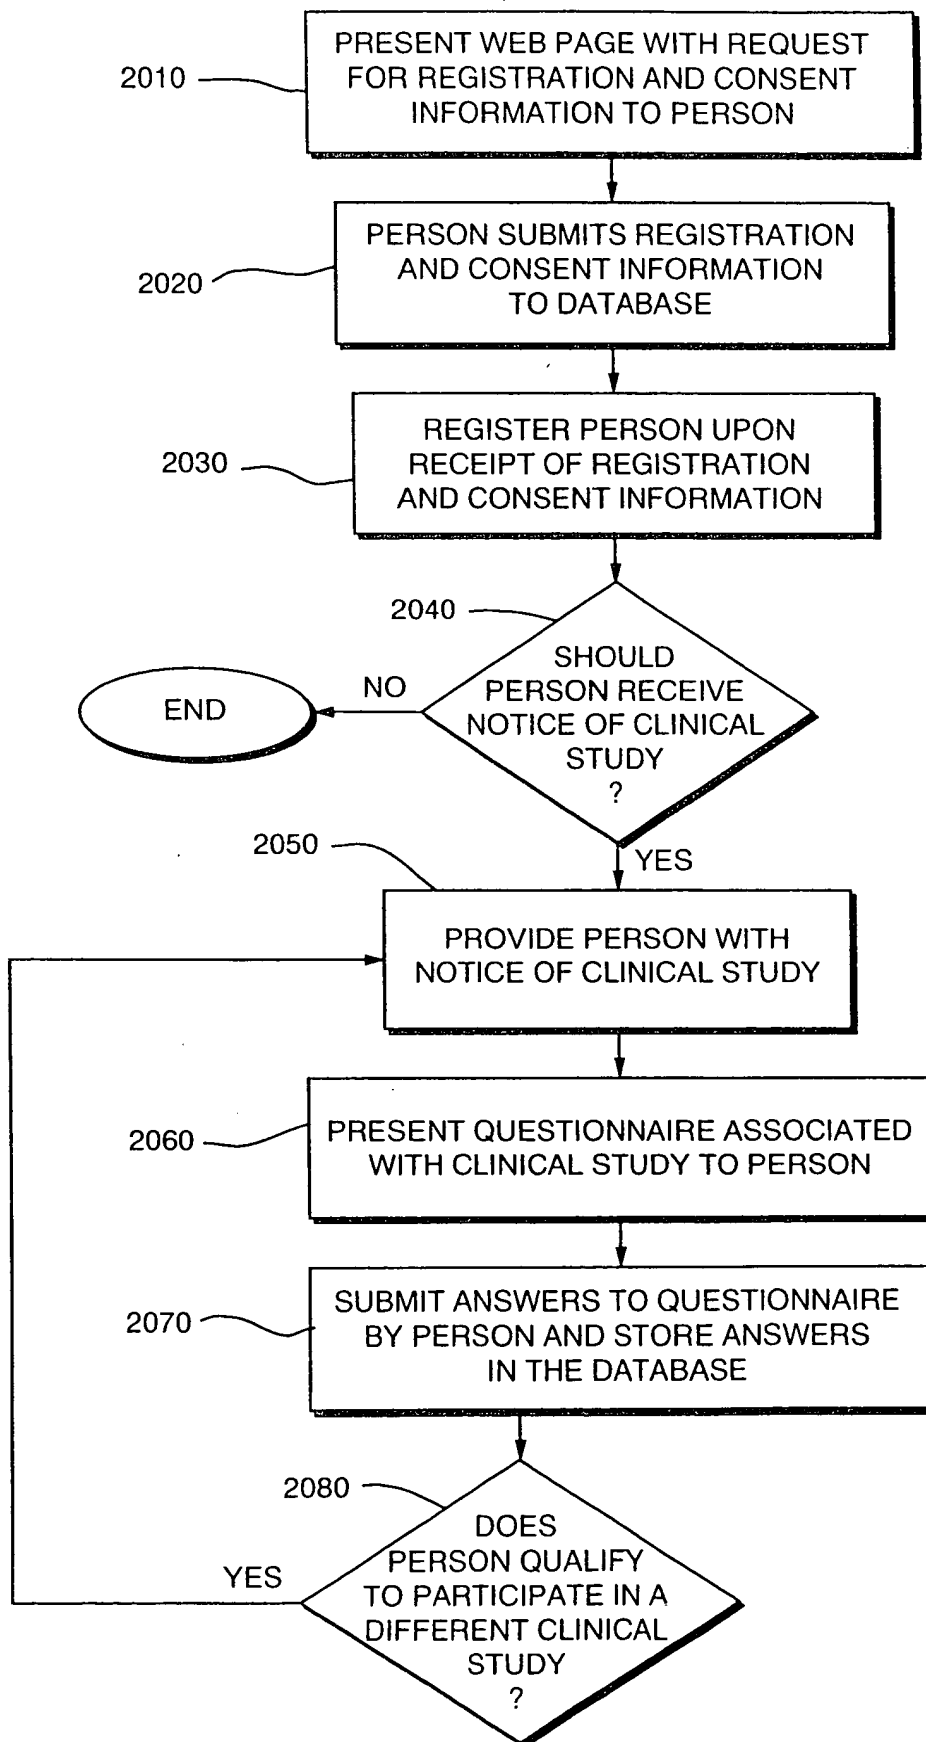 PRESENT WEB PAGE WITH REQUEST
FOR REGISTRATION AND CONSENT
INFORMATION TO PERSON
2010
PERSON SUBMITS REGISTRATION
AND CONSENT INFORMATION
TO DATABASE
2020
REGISTER PERSON UPON
RECEIPT OF REGISTRATION
AND CONSENT INFORMATION
2030
2040
SHOULD
PERSON RECEIVE
NOTICE OF CLINICAL
STUDY
?
NO
END
YES
2050
PROVIDE PERSON WITH
NOTICE OF CLINICAL STUDY
2060
PRESENT QUESTIONNAIRE ASSOCIATED
WITH CLINICAL STUDY TO PERSON
2070
SUBMIT ANSWERS TO QUESTIONNAIRE
BY PERSON AND STORE ANSWERS
IN THE DATABASE
2080
DOES
PERSON QUALIFY
TO PARTICIPATE IN A
DIFFERENT CLINICAL
STUDY
?
YES